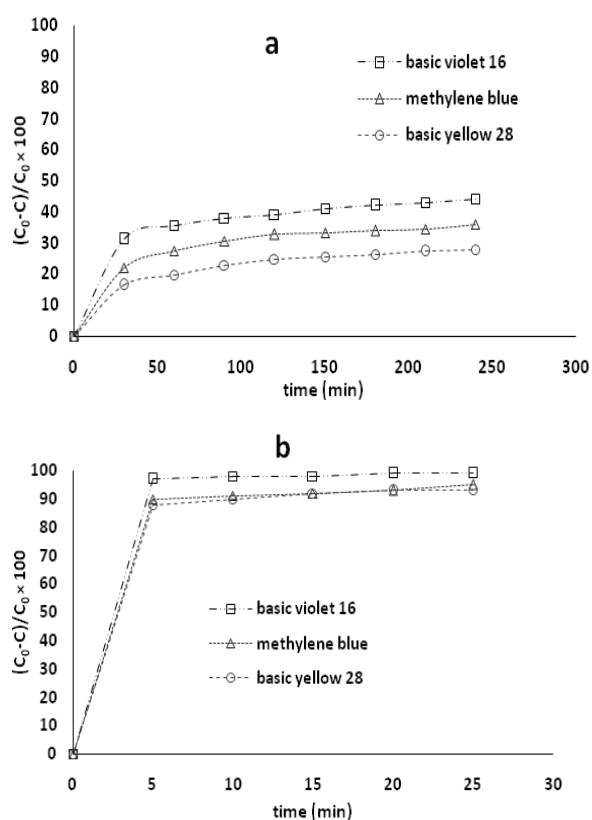 a
100
90
80
70
60
50
40
30
20
10
0
(C₀-C)/C₀ × 100
basic violet 16
methylene blue
basic yellow 28
0 50 100 150 200 250 300
time (min)
b
100
90
80
70
60
50
40
30
20
10
0
(C₀-C)/C₀ × 100
basic violet 16
methylene blue
basic yellow 28
0 5 10 15 20 25 30
time (min)